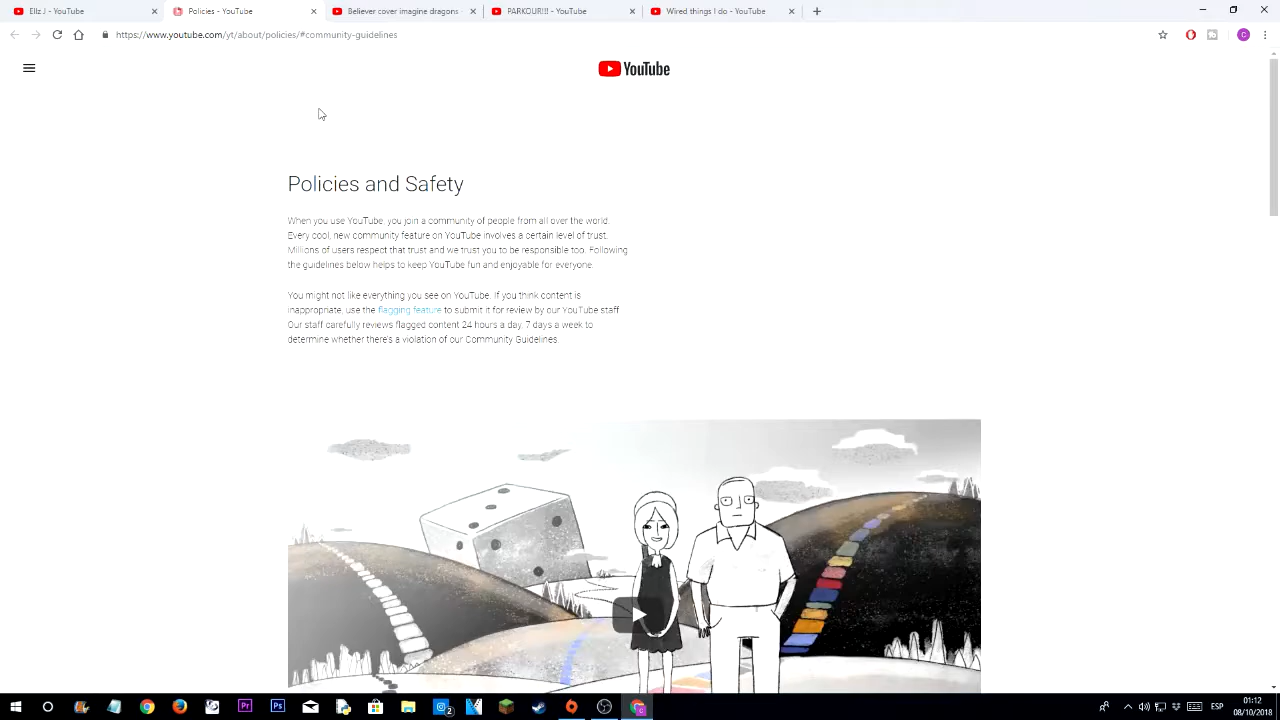 EllzJ - YouTube
Policies - YouTube
Believer cover imagine dragons -
PARKOUR!!! - EllzJ
Wired things I do - YouTube
https://www.youtube.com/yt/about/policies/#community-guidelines
C
YouTube
Policies and Safety
When you use YouTube, you join a community of people from all over the world.
Every cool, new community feature on YouTube involves a certain level of trust.
Millions of users respect that trust and we trust you to be responsible too. Following
the guidelines below helps to keep YouTube fun and enjoyable for everyone.
You might not like everything you see on YouTube. If you think content is
inappropriate, use the flagging feature to submit it for review by our YouTube staff.
Our staff carefully reviews flagged content 24 hours a day, 7 days a week to
determine whether there's a violation of our Community Guidelines.
Pr
Ps
2
ESP
01:12
08/10/2018